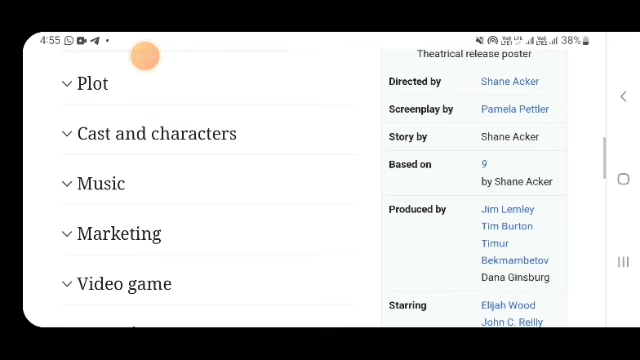 4:55
38%
Theatrical release poster
Plot
Directed by Shane Acker
Screenplay by Pamela Pettler
Cast and characters
Story by Shane Acker
Based on 9
by Shane Acker
Music
Produced by Jim Lemley
Tim Burton
Marketing
Timur
Bekmambetov
Dana Ginsburg
Video game
Starring Elijah Wood
John C. Reilly